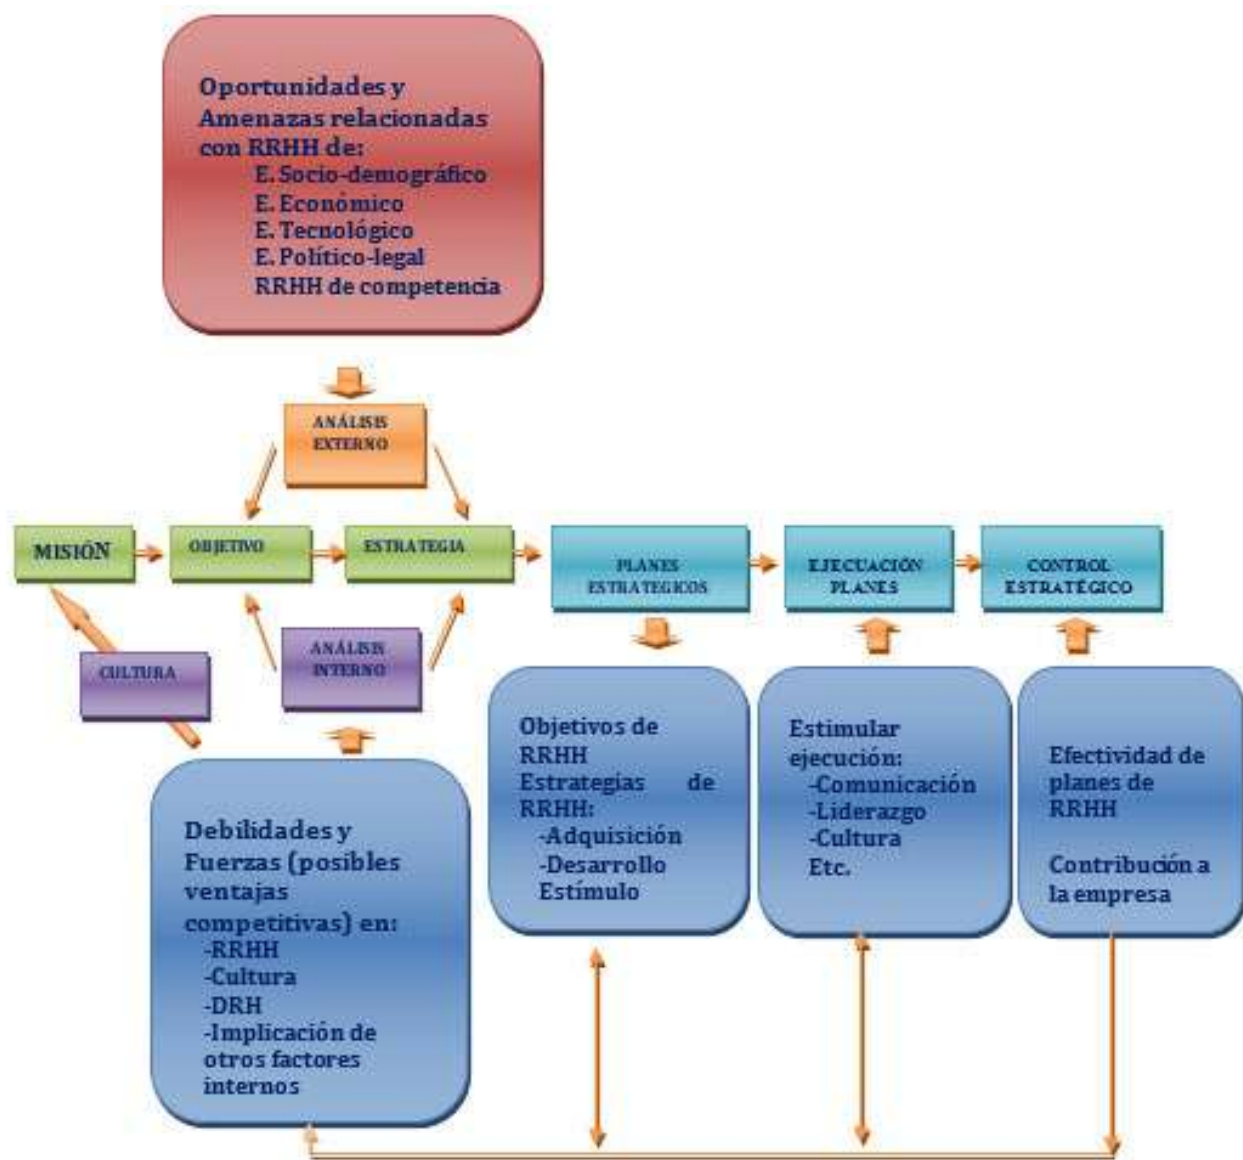 Oportunidades y
Amenazas relacionadas
con RRHH de:
E. Socio-demográfico
E. Económico
E. Tecnológico
E. Político-legal
RRHH de competencia
ANÁLISIS
EXTERNO
MISIÓN
OBJETIVO
ESTRATEGIA
PLANES
ESTRATEGICOS
EJECUACIÓN
PLANES
CONTROL
ESTRATÉGICO
CULTURA
ANÁLISIS
INTERNO
Debilidades y
Fuerzas (posibles
ventajas
competitivas) en:
-RRHH
-Cultura
-DRH
-Implicación de
otros factores
internos
Objetivos de
RRHH
Estrategias de
RRHH:
-Adquisición
-Desarrollo
Estímulo
Estimular
ejecución:
-Comunicación
-Liderazgo
-Cultura
Etc.
Efectividad de
planes de
RRHH
Contribución a
la empresa